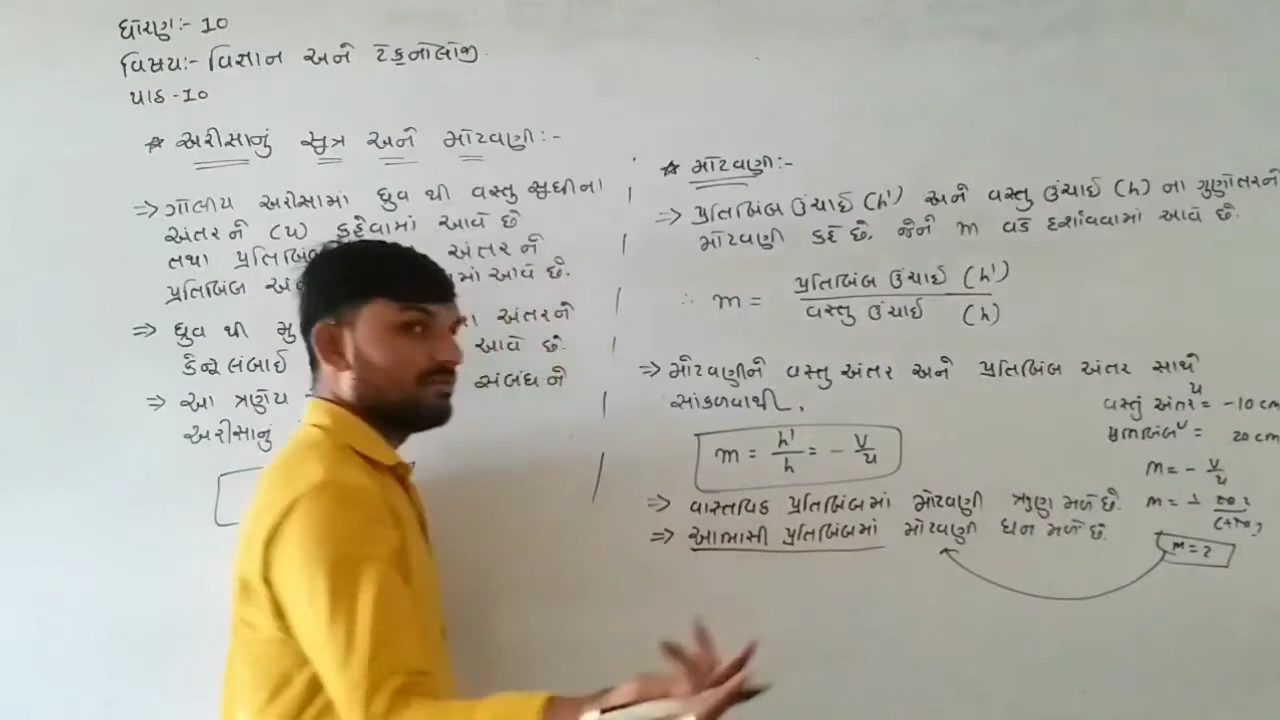 ધોરણ:- 10
વિષય:- વિજ્ઞાન અને ટેકનોલોજી.
પાઠ -10
* અરીસાનું સુત્ર અને મોટવણી:-
⇒ ગોલીય અરીસામાં ધ્રુવ થી વસ્તુ સુધીના
અંતર ને (u) કહેવામાં આવે છે
તથા અંતર ને
પ્રતિબિંબ આવે છે.
⇒ ધ્રુવ થી અંતરને
કેન્દ્ર લંબાઈ આવે છે.
⇒ આ ત્રણેય સંબંધ ને
અરીસાનું
* મોટવણી:-
⇒ પ્રતિબિંબ ઉંચાઈ (h') અને વસ્તુ ઉંચાઈ (h) ના ગુણોતરને
મોટવણી કહે છે. જેને m વડે દર્શાવવામાં આવે છે.
∴ m = પ્રતિબિંબ ઉંચાઈ (h') / વસ્તુ ઉંચાઈ (h)
⇒ મોટવણીને વસ્તુ અંતર અને પ્રતિબિંબ અંતર સાથે
સાંકળવાથી,
m = h'/h = - v/u
⇒ વાસ્તવિક પ્રતિબિંબમાં મોટવણી ઋણ મળે છે.
⇒ આભાસી પ્રતિબિંબમાં મોટવણી ધન મળે છે.
વસ્તુ અંતર u = -10 cm
v = 20 cm
m = - v/u
m = 2